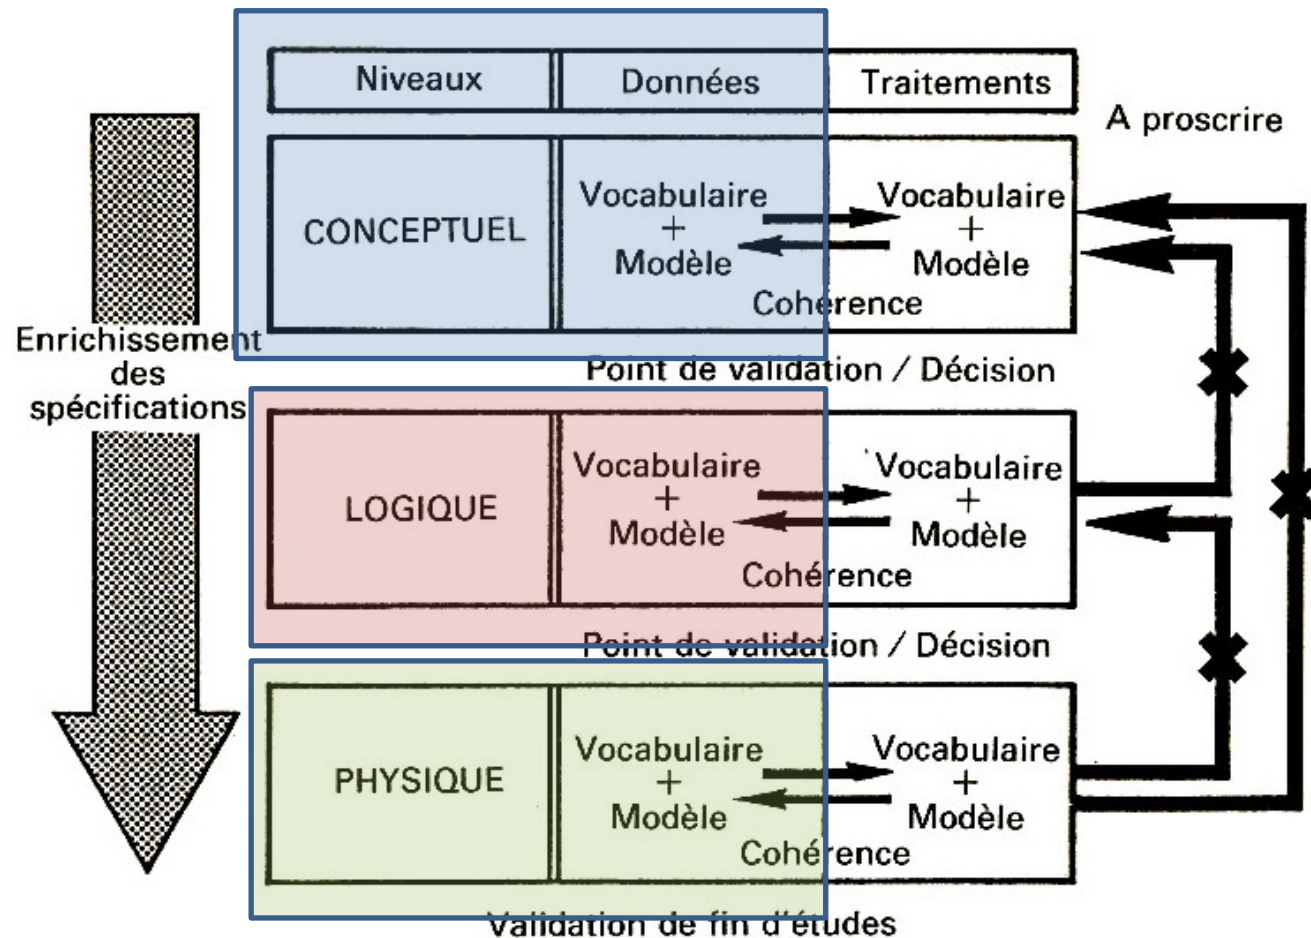 Niveaux
Données
Traitements
A proscrire
CONCEPTUEL
Vocabulaire
+
Modèle
Vocabulaire
+
Modèle
Cohérence
Enrichissement
des
spécifications
Point de validation / Décision
LOGIQUE
Vocabulaire
+
Modèle
Vocabulaire
+
Modèle
Cohérence
Point de validation / Décision
PHYSIQUE
Vocabulaire
+
Modèle
Vocabulaire
+
Modèle
Cohérence
Validation de fin d'études